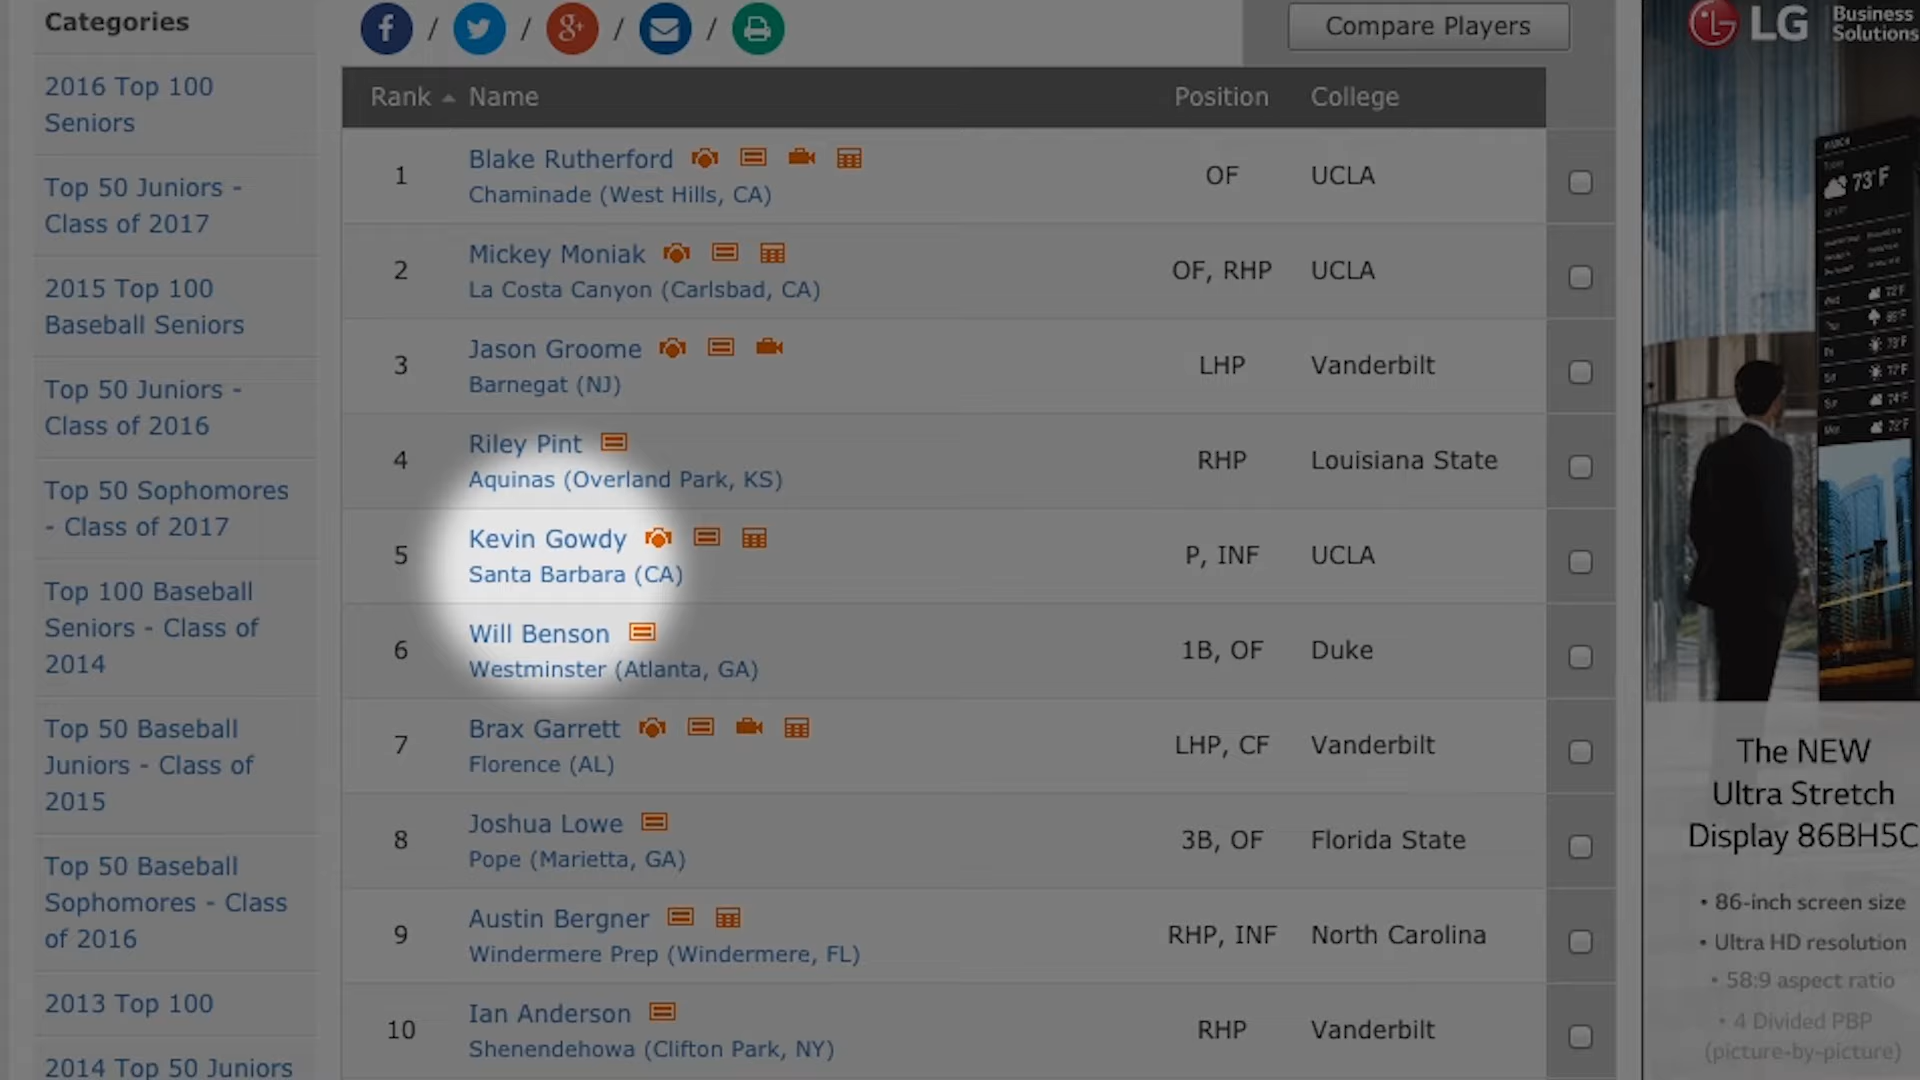 Categories
2016 Top 100
Seniors
Top 50 Juniors -
Class of 2017
2015 Top 100
Baseball Seniors
Top 50 Juniors -
Class of 2016
Top 50 Sophomores
- Class of 2017
Top 100 Baseball
Seniors - Class of
2014
Top 50 Baseball
Juniors - Class of
2015
Top 50 Baseball
Sophomores - Class
of 2016
2013 Top 100
2014 Top 50 Juniors
f / / g+ / /
Compare Players
Rank Name Position College
1 Blake Rutherford OF UCLA
Chaminade (West Hills, CA)
2 Mickey Moniak OF, RHP UCLA
La Costa Canyon (Carlsbad, CA)
3 Jason Groome LHP Vanderbilt
Barnegat (NJ)
4 Riley Pint RHP Louisiana State
Aquinas (Overland Park, KS)
5 Kevin Gowdy P, INF UCLA
Santa Barbara (CA)
6 Will Benson 1B, OF Duke
Westminster (Atlanta, GA)
7 Brax Garrett LHP, CF Vanderbilt
Florence (AL)
8 Joshua Lowe 3B, OF Florida State
Pope (Marietta, GA)
9 Austin Bergner RHP, INF North Carolina
Windermere Prep (Windermere, FL)
10 Ian Anderson RHP Vanderbilt
Shenendehowa (Clifton Park, NY)
LG Business
Solutions
73°F
The NEW
Ultra Stretch
Display 86BH5C
• 86-inch screen size
• Ultra HD resolution
• 58:9 aspect ratio
• 4 Divided PBP
(picture-by-picture)